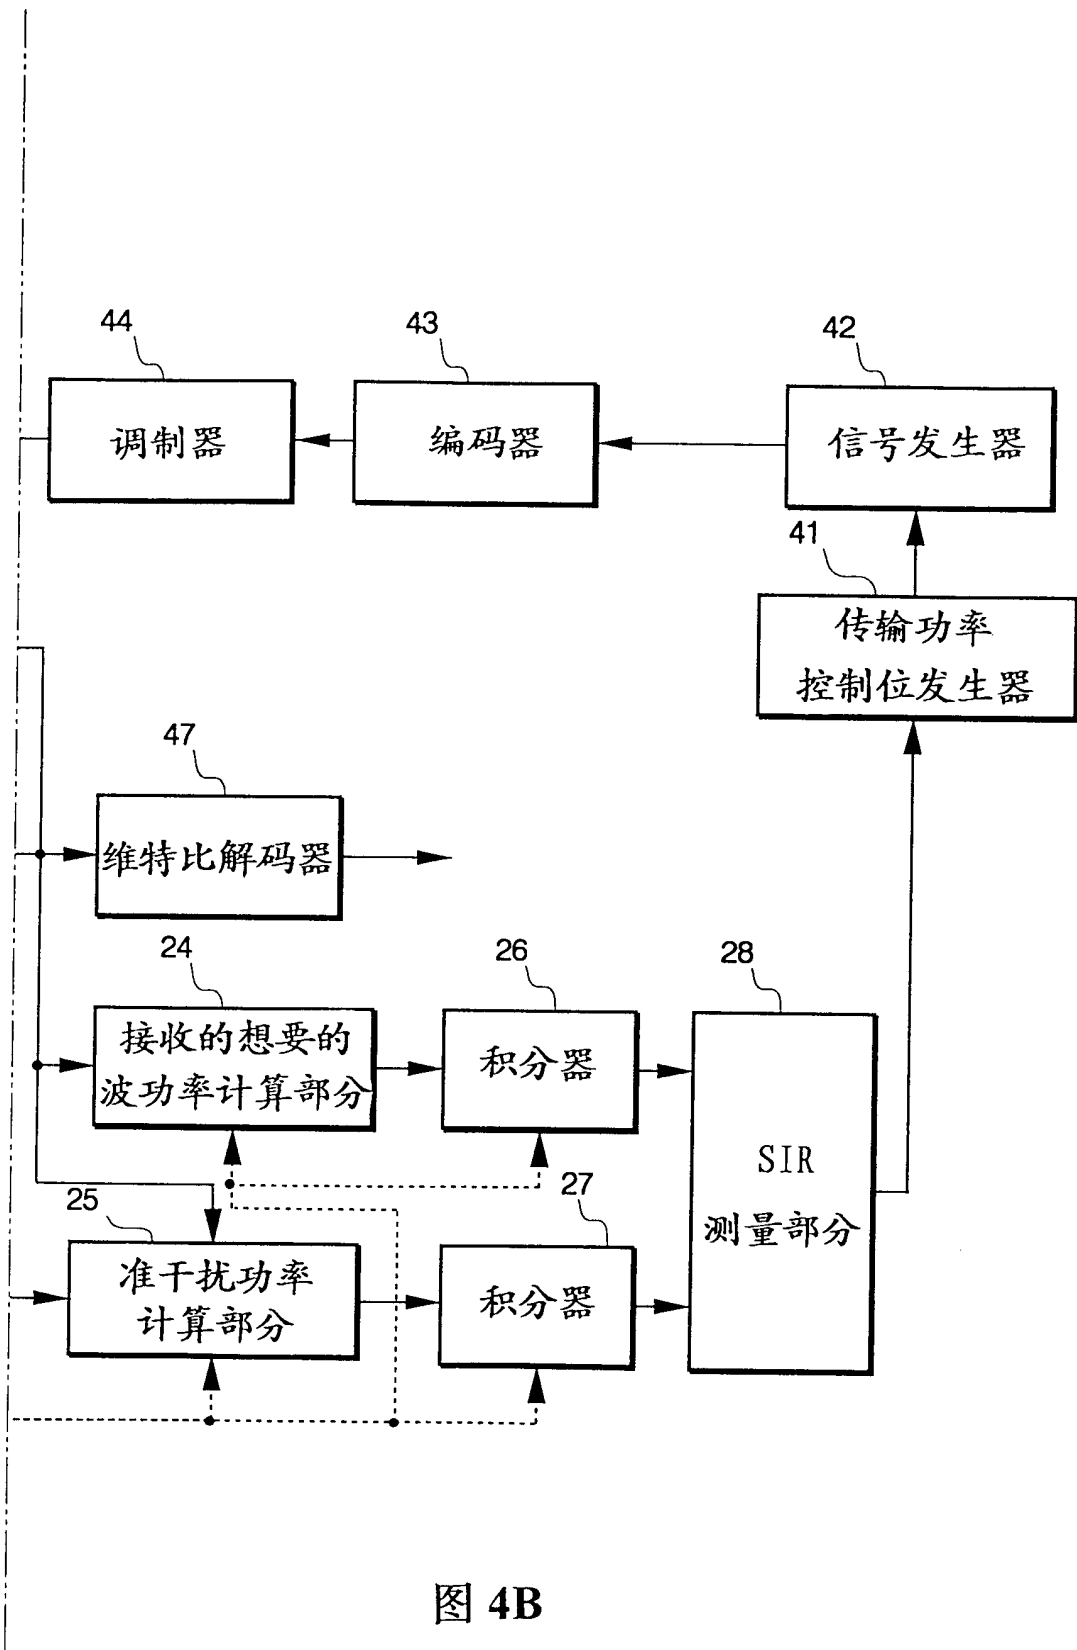 44
调制器
43
编码器
42
信号发生器
41
传输功率
控制位发生器
47
维特比解码器
24
接收的想要的
波功率计算部分
26
积分器
28
SIR
测量部分
25
准干扰功率
计算部分
27
积分器
图 4B